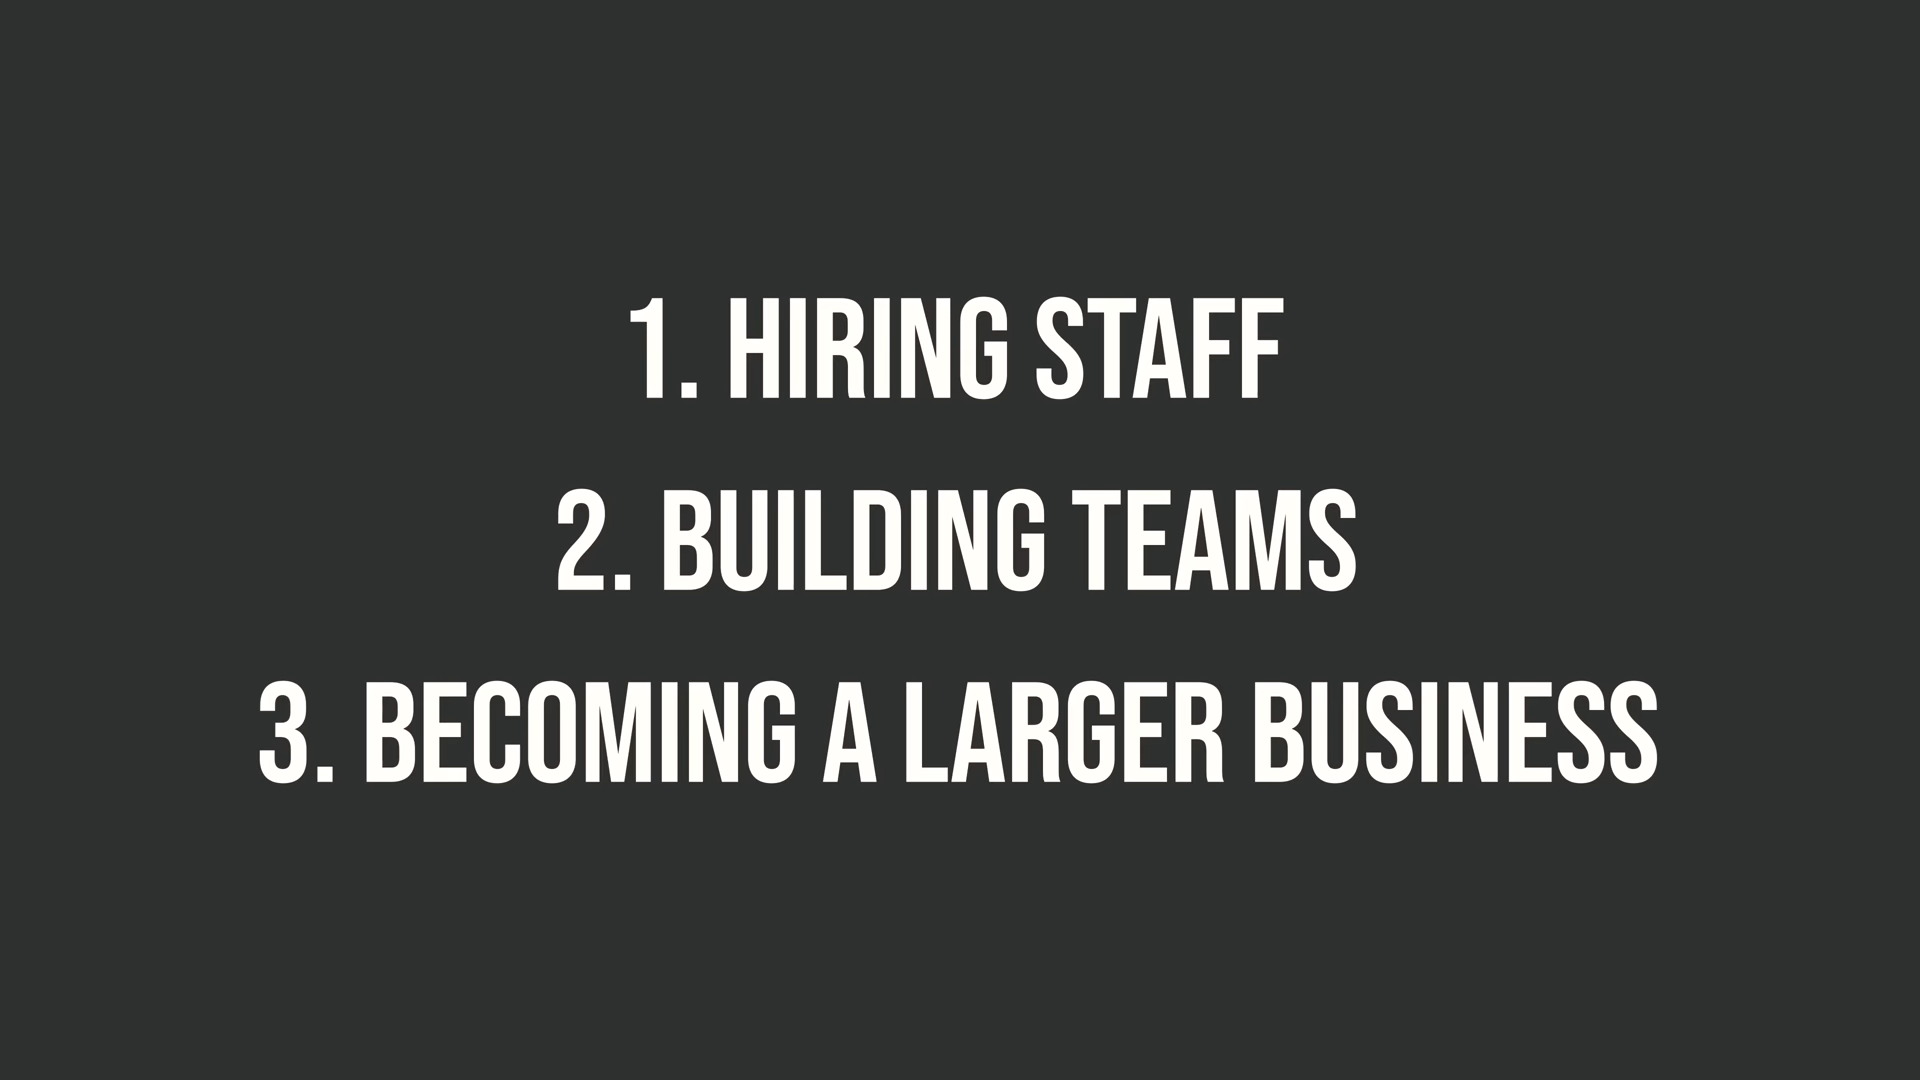 1. HIRING STAFF
2. BUILDING TEAMS
3. BECOMING A LARGER BUSINESS